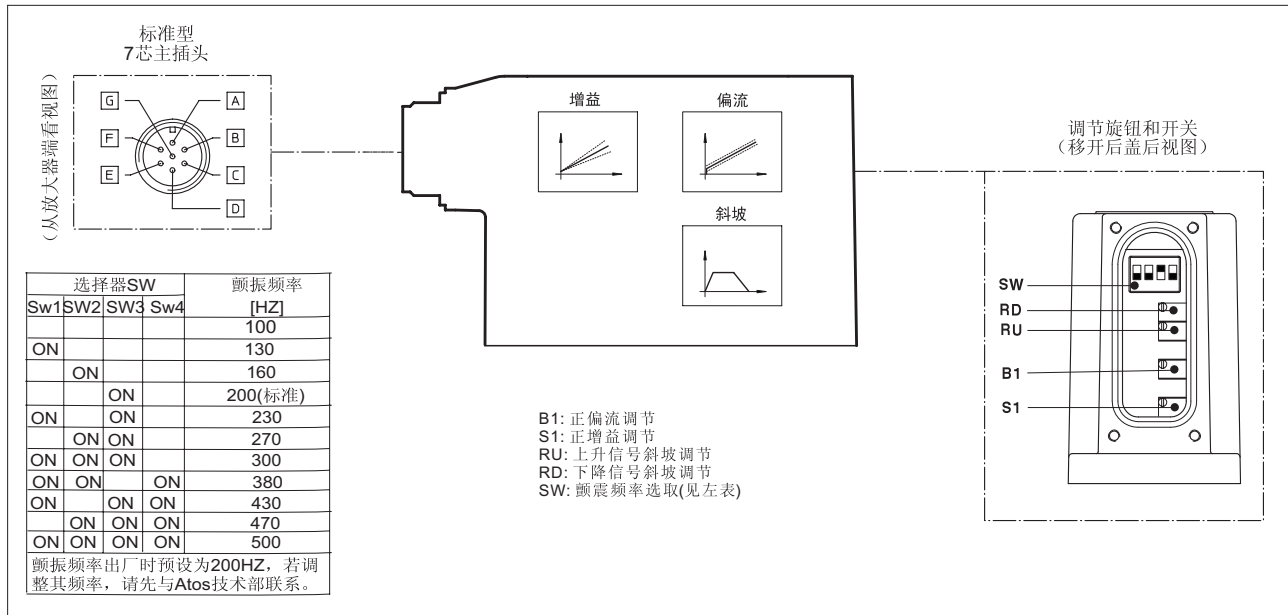 标准型
7芯主插头
(从放大器端看视图)
G
A
F
B
E
C
D
增益
偏流
斜坡
调节旋钮和开关
(移开后盖后视图)
SW
RD
RU
B1
S1
选择器SW 颤振频率
Sw1 SW2 SW3 Sw4 [HZ]
100
ON 130
ON 160
ON 200(标准)
ON ON 230
ON ON 270
ON ON ON 300
ON ON ON 380
ON ON ON 430
ON ON ON 470
ON ON ON ON 500
颤振频率出厂时预设为200HZ，若调
整其频率，请先与Atos技术部联系。
B1: 正偏流调节
S1: 正增益调节
RU: 上升信号斜坡调节
RD: 下降信号斜坡调节
SW: 颤震频率选取(见左表)